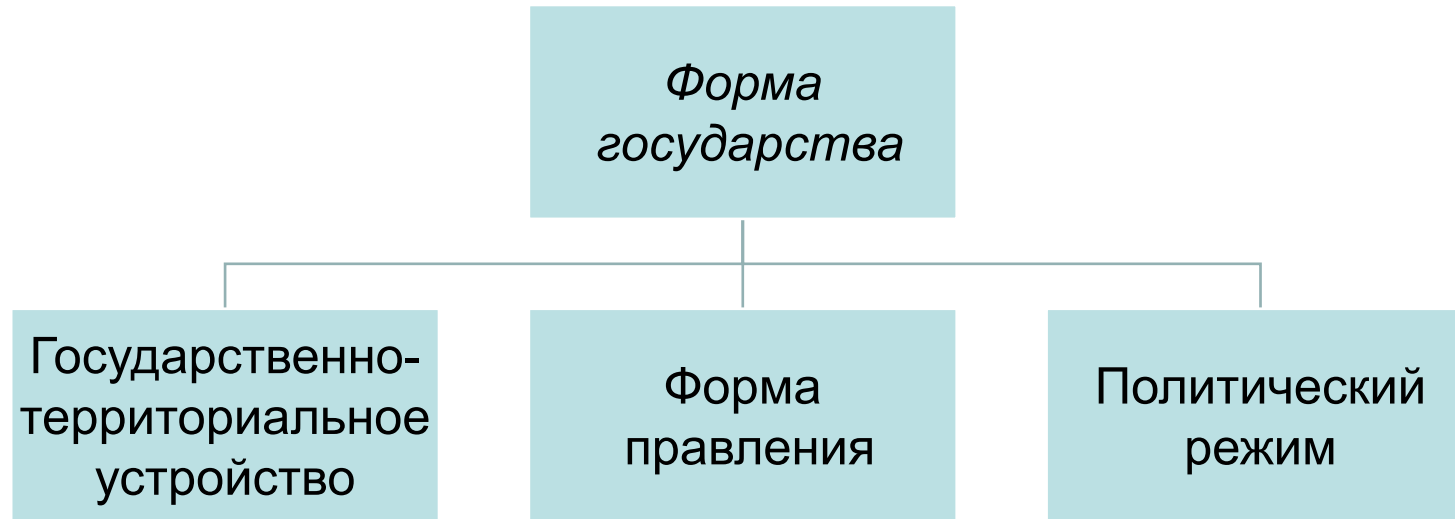 Форма
государства
Государственно-
территориальное
устройство
Форма
правления
Политический
режим